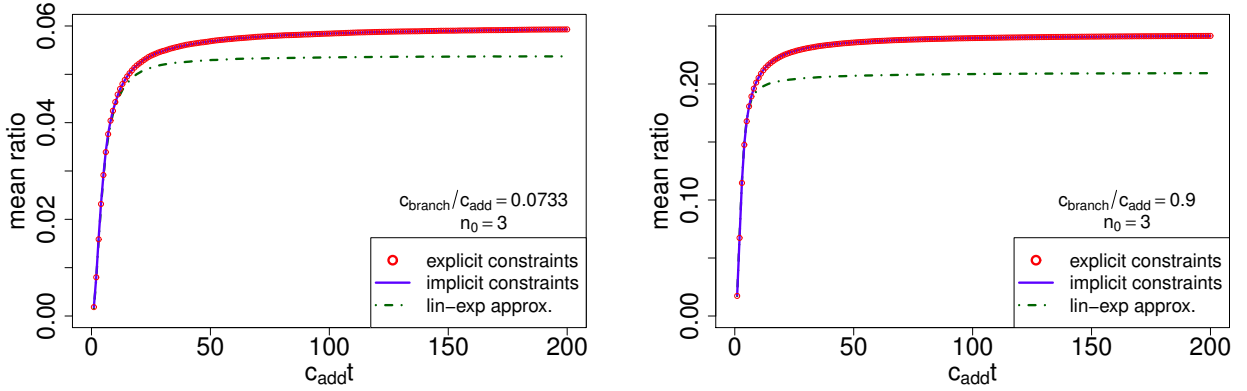 mean ratio
0.06
0.04
0.02
0.00
c_branch/c_add = 0.0733
n_0 = 3
explicit constraints
implicit constraints
lin−exp approx.
0 50 100 150 200
c_add t
mean ratio
0.20
0.10
0.00
c_branch/c_add = 0.9
n_0 = 3
explicit constraints
implicit constraints
lin−exp approx.
0 50 100 150 200
c_add t